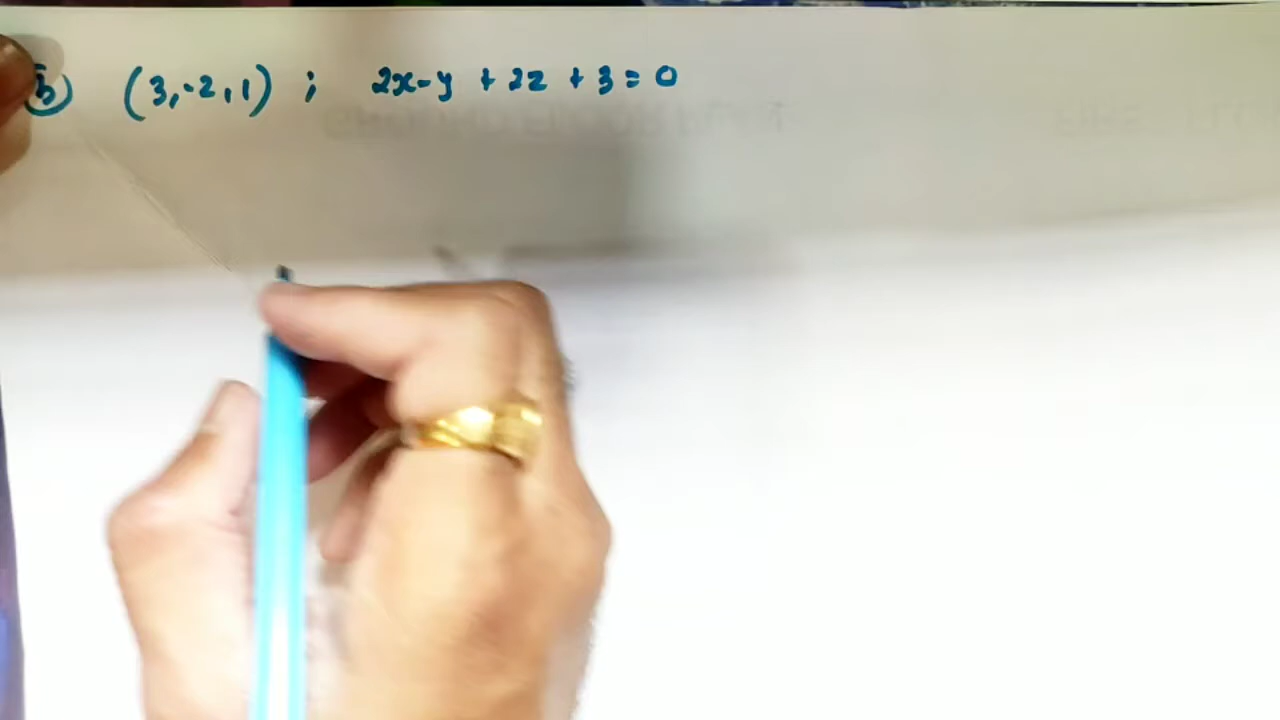 b) (3,-2,1) ; 2x-y + 2z + 3 = 0